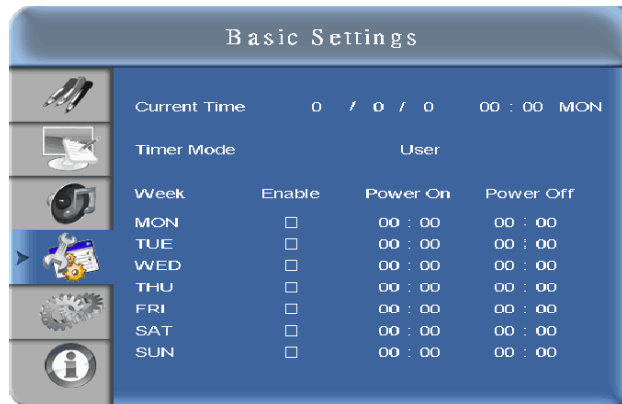 Basic Settings
Current Time 0 / 0 / 0 00 : 00 MON
Timer Mode User
Week Enable Power On Power Off
MON ☐ 00 : 00 00 : 00
TUE ☐ 00 : 00 00 : 00
WED ☐ 00 : 00 00 : 00
THU ☐ 00 : 00 00 : 00
FRI ☐ 00 : 00 00 : 00
SAT ☐ 00 : 00 00 : 00
SUN ☐ 00 : 00 00 : 00